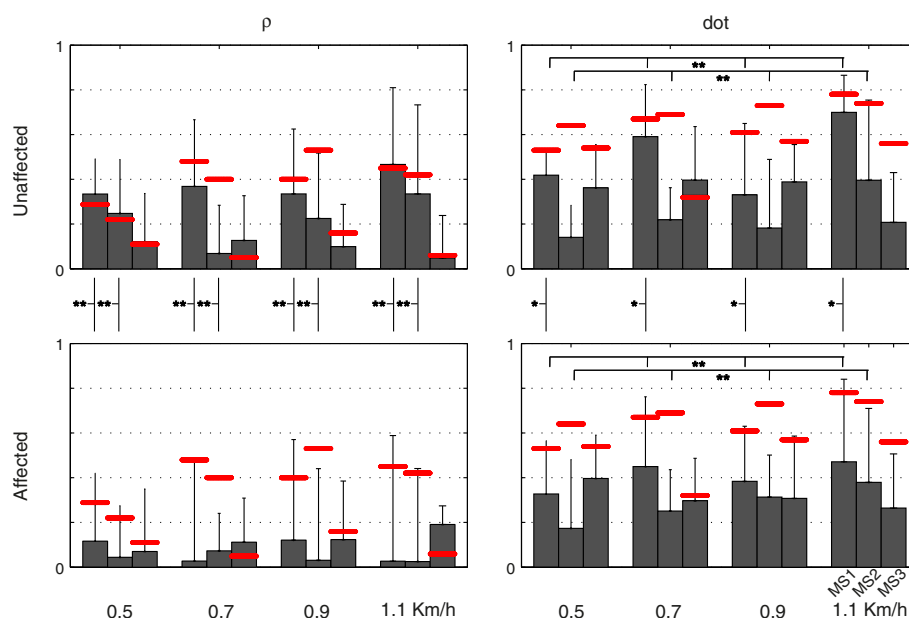 ρ dot
1 1
** **
Unaffected
0 0
** ** ** ** ** ** ** ** * * * *
1 1
** **
Affected
0 0
MS1 MS2 MS3
0.5 0.7 0.9 1.1 Km/h 0.5 0.7 0.9 1.1 Km/h